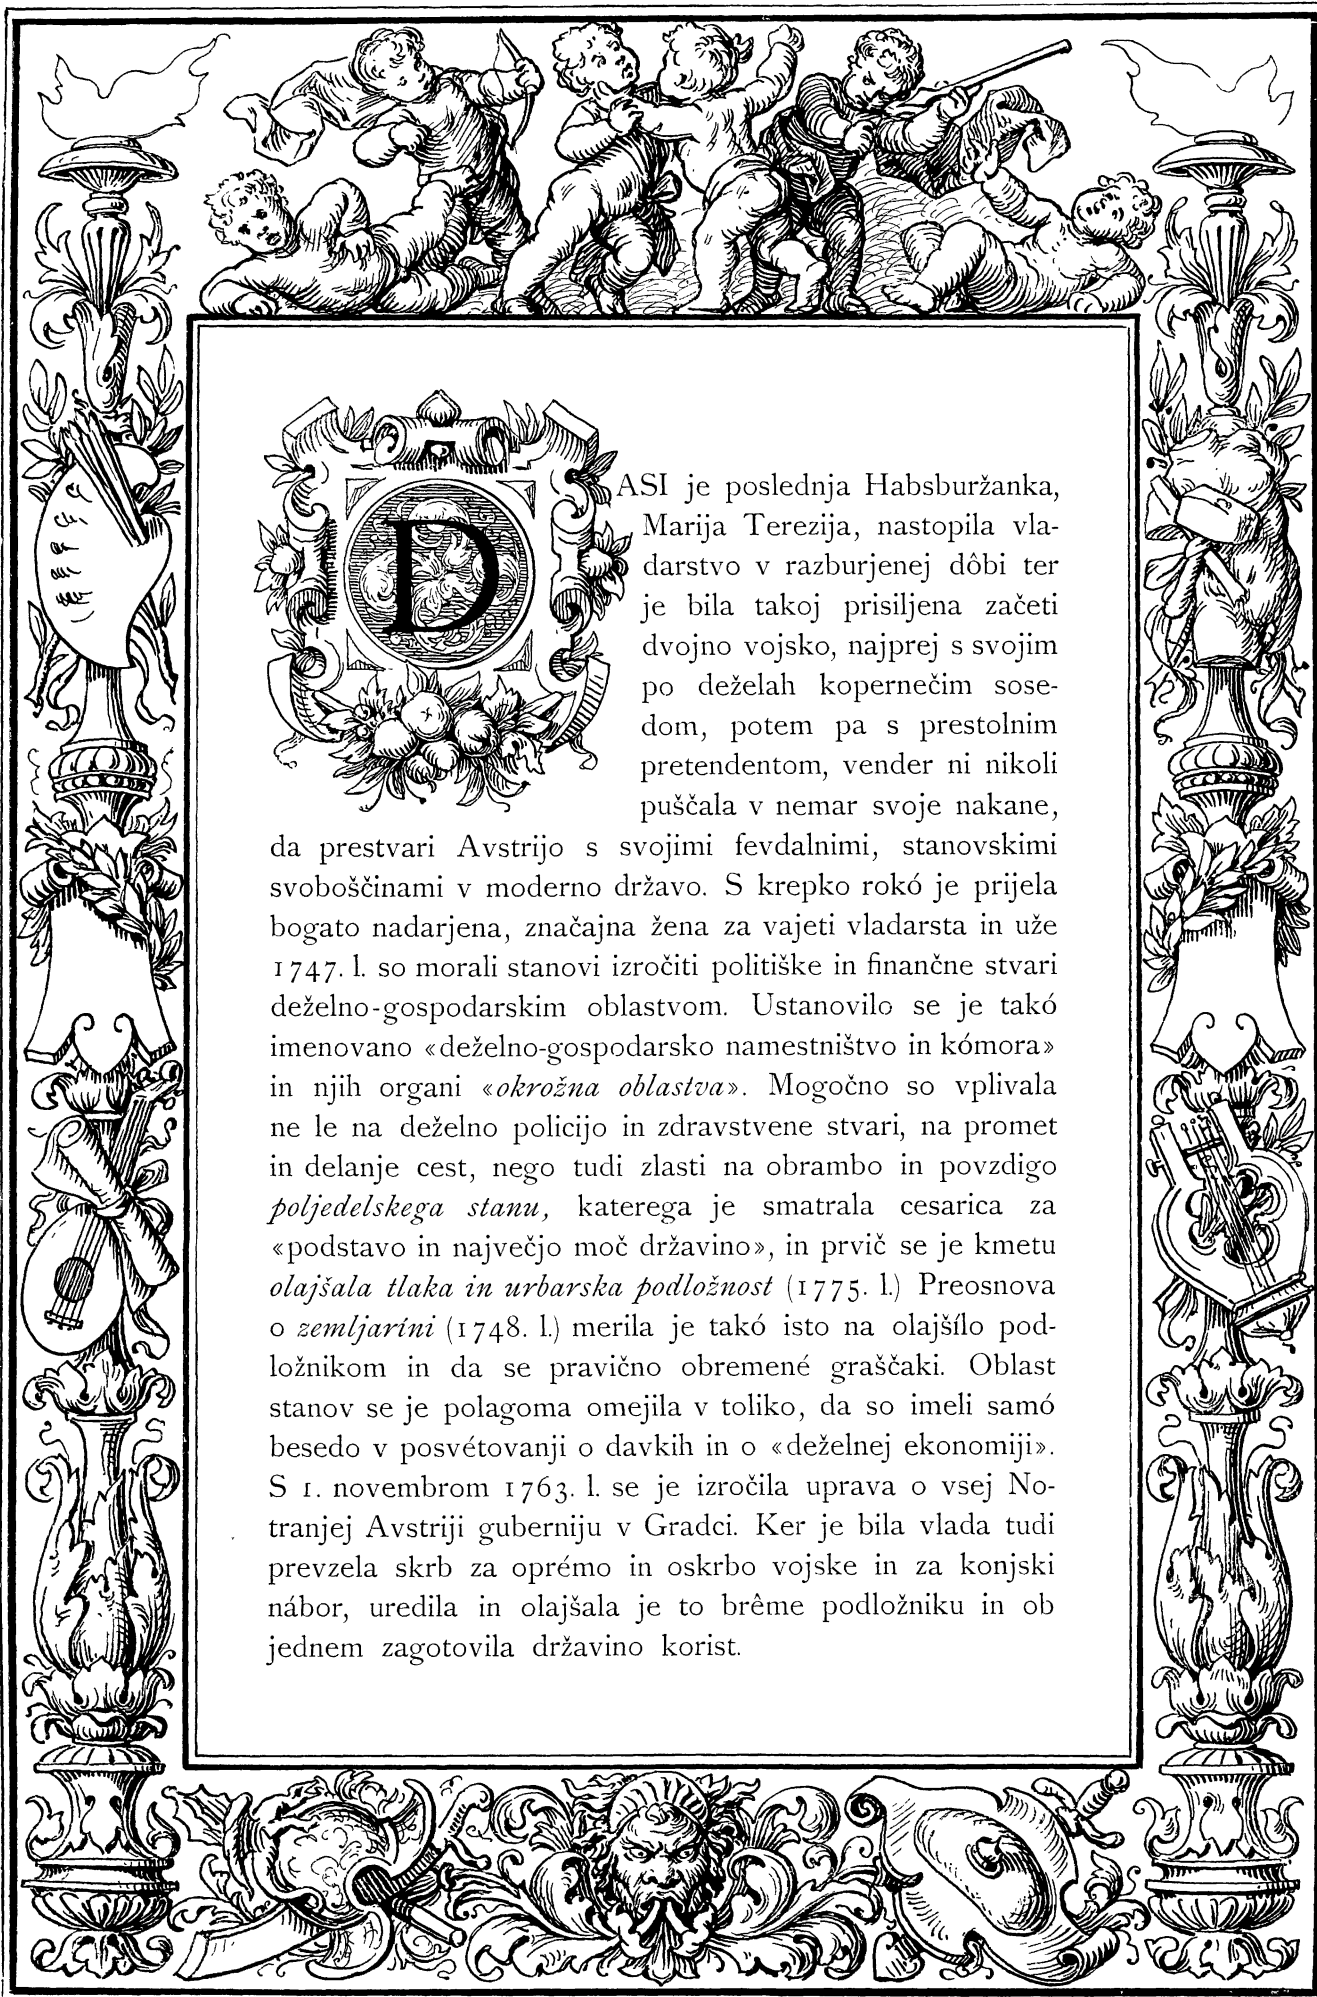 DASI je poslednja Habsburžanka,
Marija Terezija, nastopila vla-
darstvo v razburjenej dôbi ter
je bila takoj prisiljena začeti
dvojno vojsko, najprej s svojim
po deželah kopernečim sose-
dom, potem pa s prestolnim
pretendentom, vender ni nikoli
puščala v nemar svoje nakane,
da prestvari Avstrijo s svojimi fevdalnimi, stanovskimi
svoboščinami v moderno državo. S krepko rokó je prijela
bogato nadarjena, značajna žena za vajeti vladarsta in uže
1747. l. so morali stanovi izročiti politiške in finančne stvari
deželno-gospodarskim oblastvom. Ustanovilo se je takó
imenovano «deželno-gospodarsko namestništvo in kómora»
in njih organi «okrožna oblastva». Mogočno so vplivala
ne le na deželno policijo in zdravstvene stvari, na promet
in delanje cest, nego tudi zlasti na obrambo in povzdigo
poljedelskega stanu, katerega je smatrala cesarica za
«podstavo in največjo moč državino», in prvič se je kmetu
olajšala tlaka in urbarska podložnost (1775. l.) Preosnova
o zemljaríni (1748. l.) merila je takó isto na olajšílo pod-
ložnikom in da se pravično obremené graščaki. Oblast
stanov se je polagoma omejila v toliko, da so imeli samó
besedo v posvétovanji o davkih in o «deželnej ekonomiji».
S 1. novembrom 1763. l. se je izročila uprava o vsej No-
tranjej Avstriji guberniju v Gradci. Ker je bila vlada tudi
prevzela skrb za oprémo in oskrbo vojske in za konjski
nábor, uredila in olajšala je to brême podložniku in ob
jednem zagotovila državino korist.